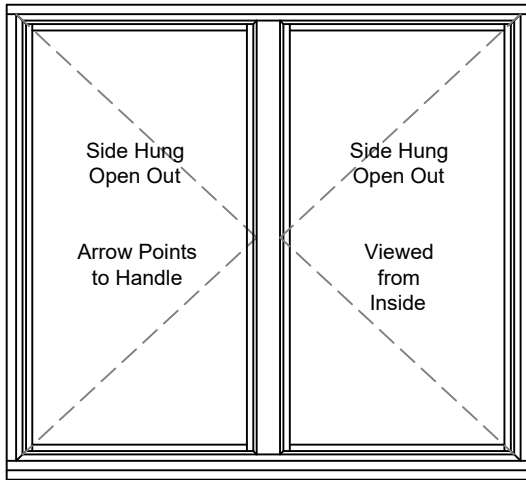 Side Hung
Open Out
Arrow Points
to Handle
Side Hung
Open Out
Viewed
from
Inside